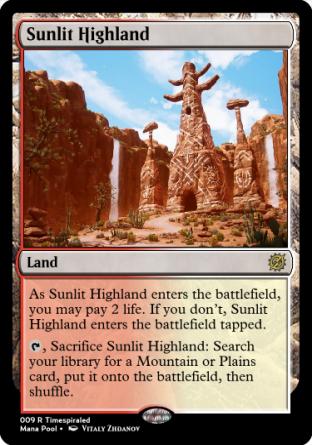 Sunlit Highland
Land
As Sunlit Highland enters the battlefield,
you may pay 2 life. If you don't, Sunlit
Highland enters the battlefield tapped.
, Sacrifice Sunlit Highland: Search
your library for a Mountain or Plains
card, put it onto the battlefield, then
shuffle.
009 R Timespiraled
Mana Pool • Vitaly Zhdanov